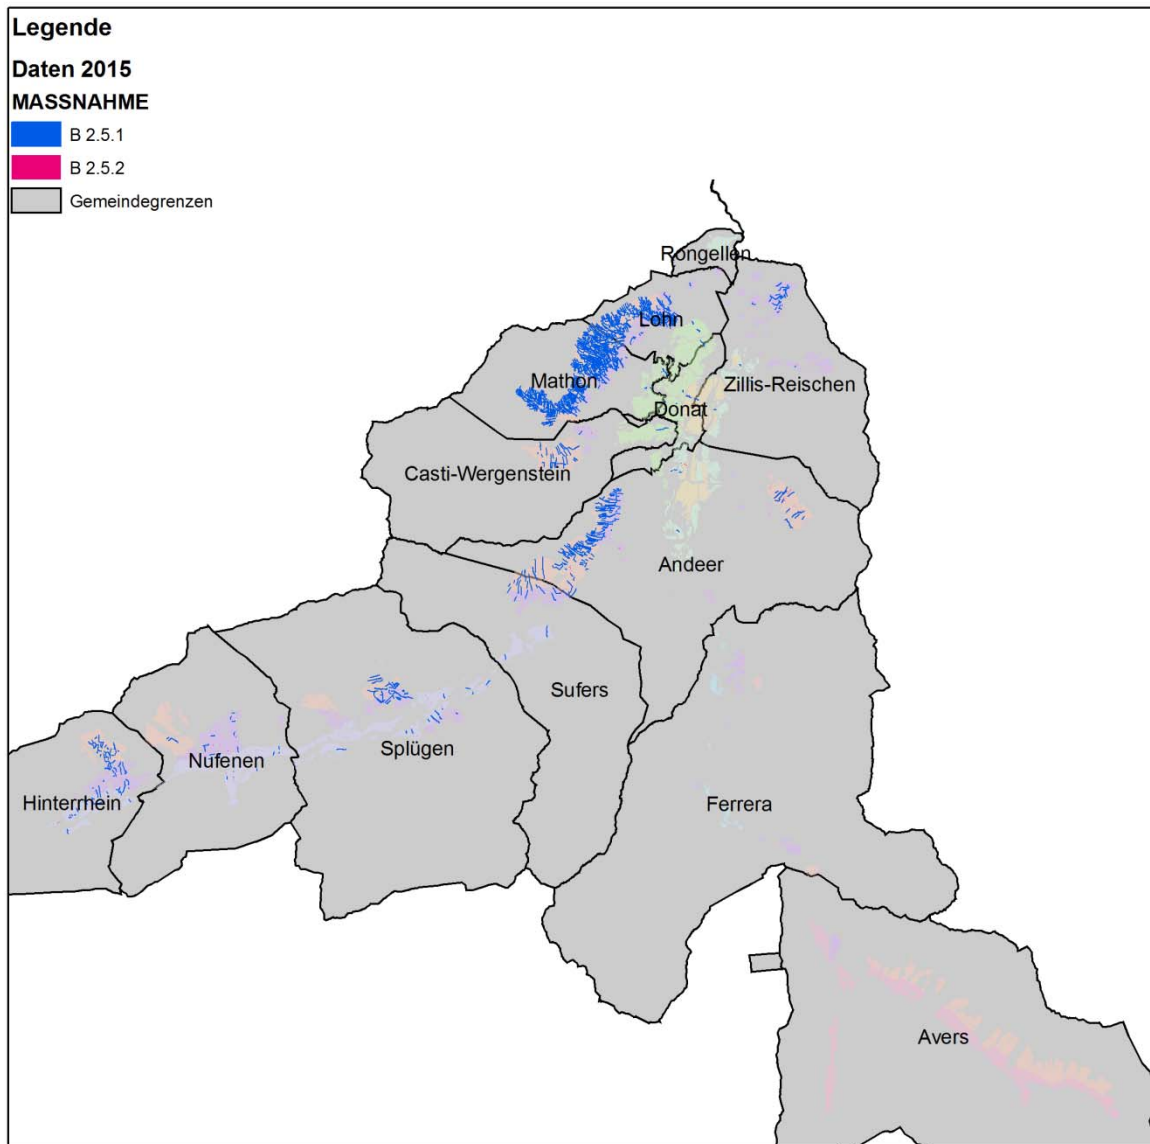 Legende
Daten 2015
MASSNAHME
B 2.5.1
B 2.5.2
Gemeindegrenzen
Rongellen
Lohn
Mathon
Zillis-Reischen
Donat
Casti-Wergenstein
Andeer
Sufers
Splügen
Nufenen
Hinterrhein
Ferrera
Avers